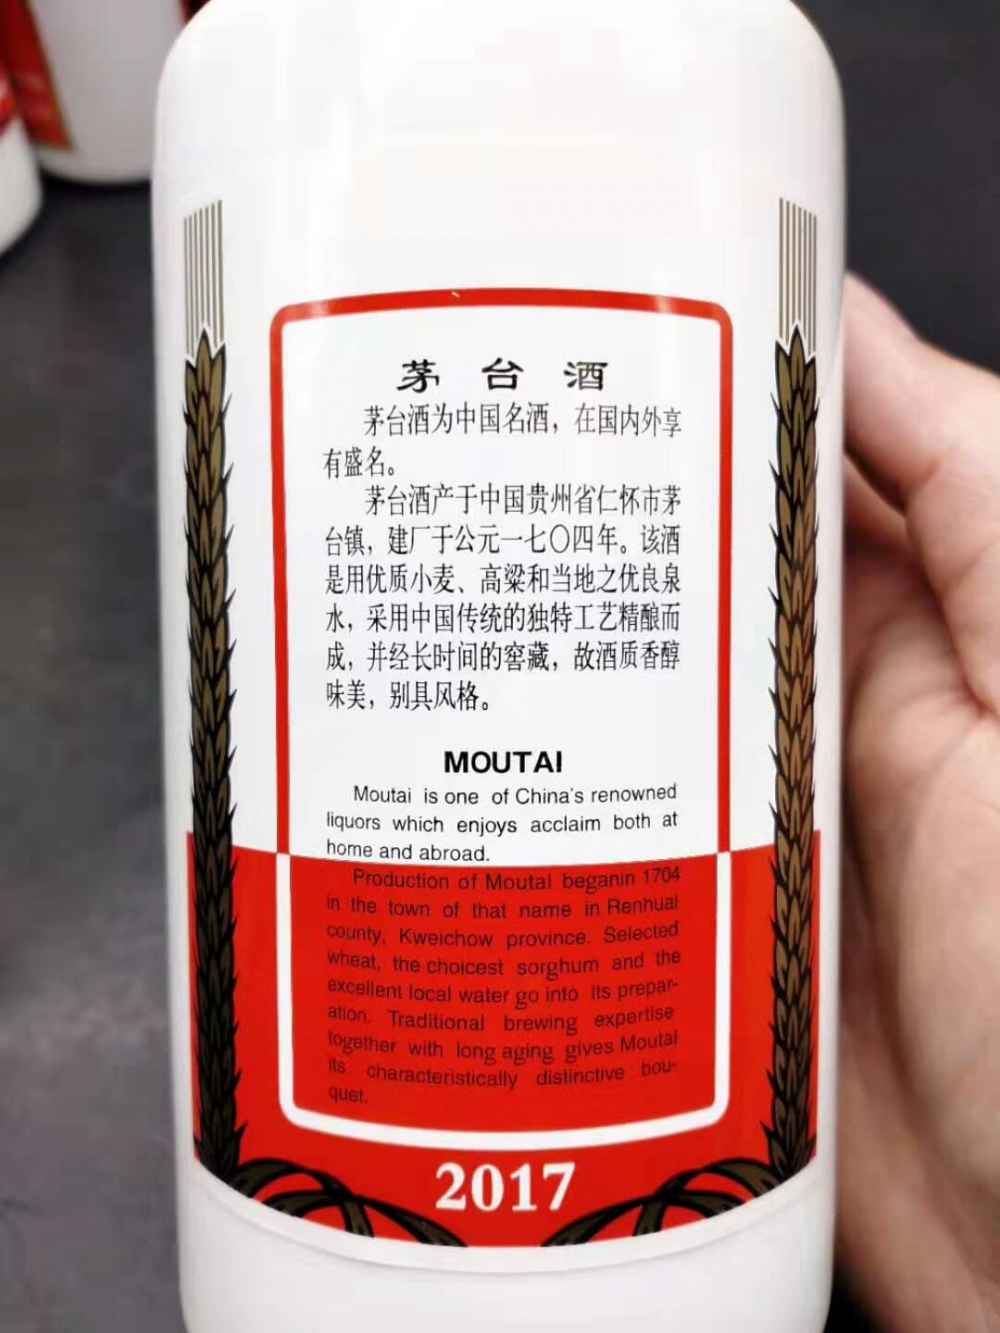 茅台酒
茅台酒为中国名酒，在国内外享
有盛名。
茅台酒产于中国贵州省仁怀市茅
台镇，建厂于公元一七〇四年。该酒
是用优质小麦、高粱和当地之优良泉
水，采用中国传统的独特工艺精酿而
成，并经长时间的窖藏，故酒质香醇
味美，别具风格。
MOUTAI
Moutai is one of China's renowned
liquors which enjoys acclaim both at
home and abroad.
Production of Moutai beganin 1704
in the town of that name in Renhuai
county, Kweichow province. Selected
wheat, the choicest sorghum and the
excellent local water go into its prepar-
ation. Traditional brewing expertise
together with long aging gives Moutai
its characteristically distinctive bou-
quet.
2017